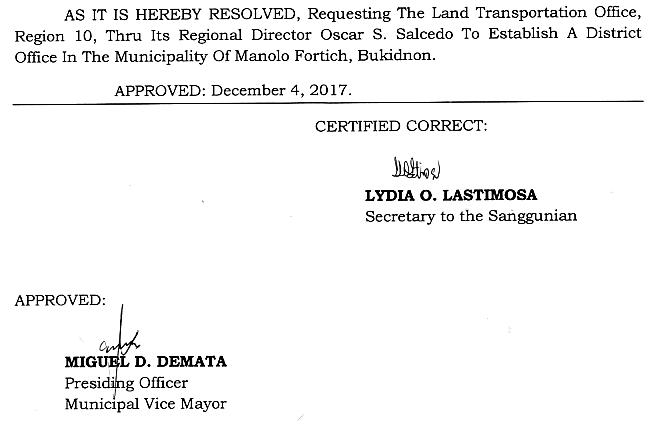 AS IT IS HEREBY RESOLVED, Requesting The Land Transportation Office,
Region 10, Thru Its Regional Director Oscar S. Salcedo To Establish A District
Office In The Municipality Of Manolo Fortich, Bukidnon.
APPROVED: December 4, 2017.
CERTIFIED CORRECT:
LYDIA O. LASTIMOSA
Secretary to the Sanggunian
APPROVED:
MIGUEL D. DEMATA
Presiding Officer
Municipal Vice Mayor